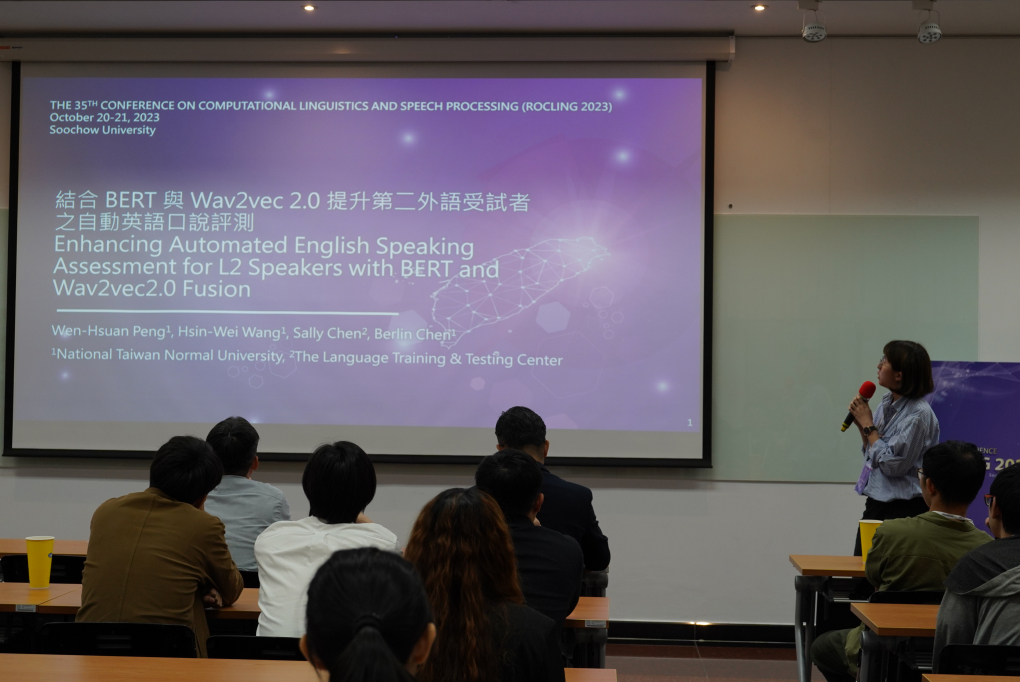 THE 35TH CONFERENCE ON COMPUTATIONAL LINGUISTICS AND SPEECH PROCESSING (ROCLING 2023)
October 20-21, 2023
Soochow University
結合 BERT 與 Wav2vec 2.0 提升第二外語受試者
之自動英語口說評測
Enhancing Automated English Speaking
Assessment for L2 Speakers with BERT and
Wav2vec2.0 Fusion
Wen-Hsuan Peng¹, Hsin-Wei Wang¹, Sally Chen², Berlin Chen¹
¹National Taiwan Normal University, ²The Language Training & Testing Center
1
ENCE
G 202